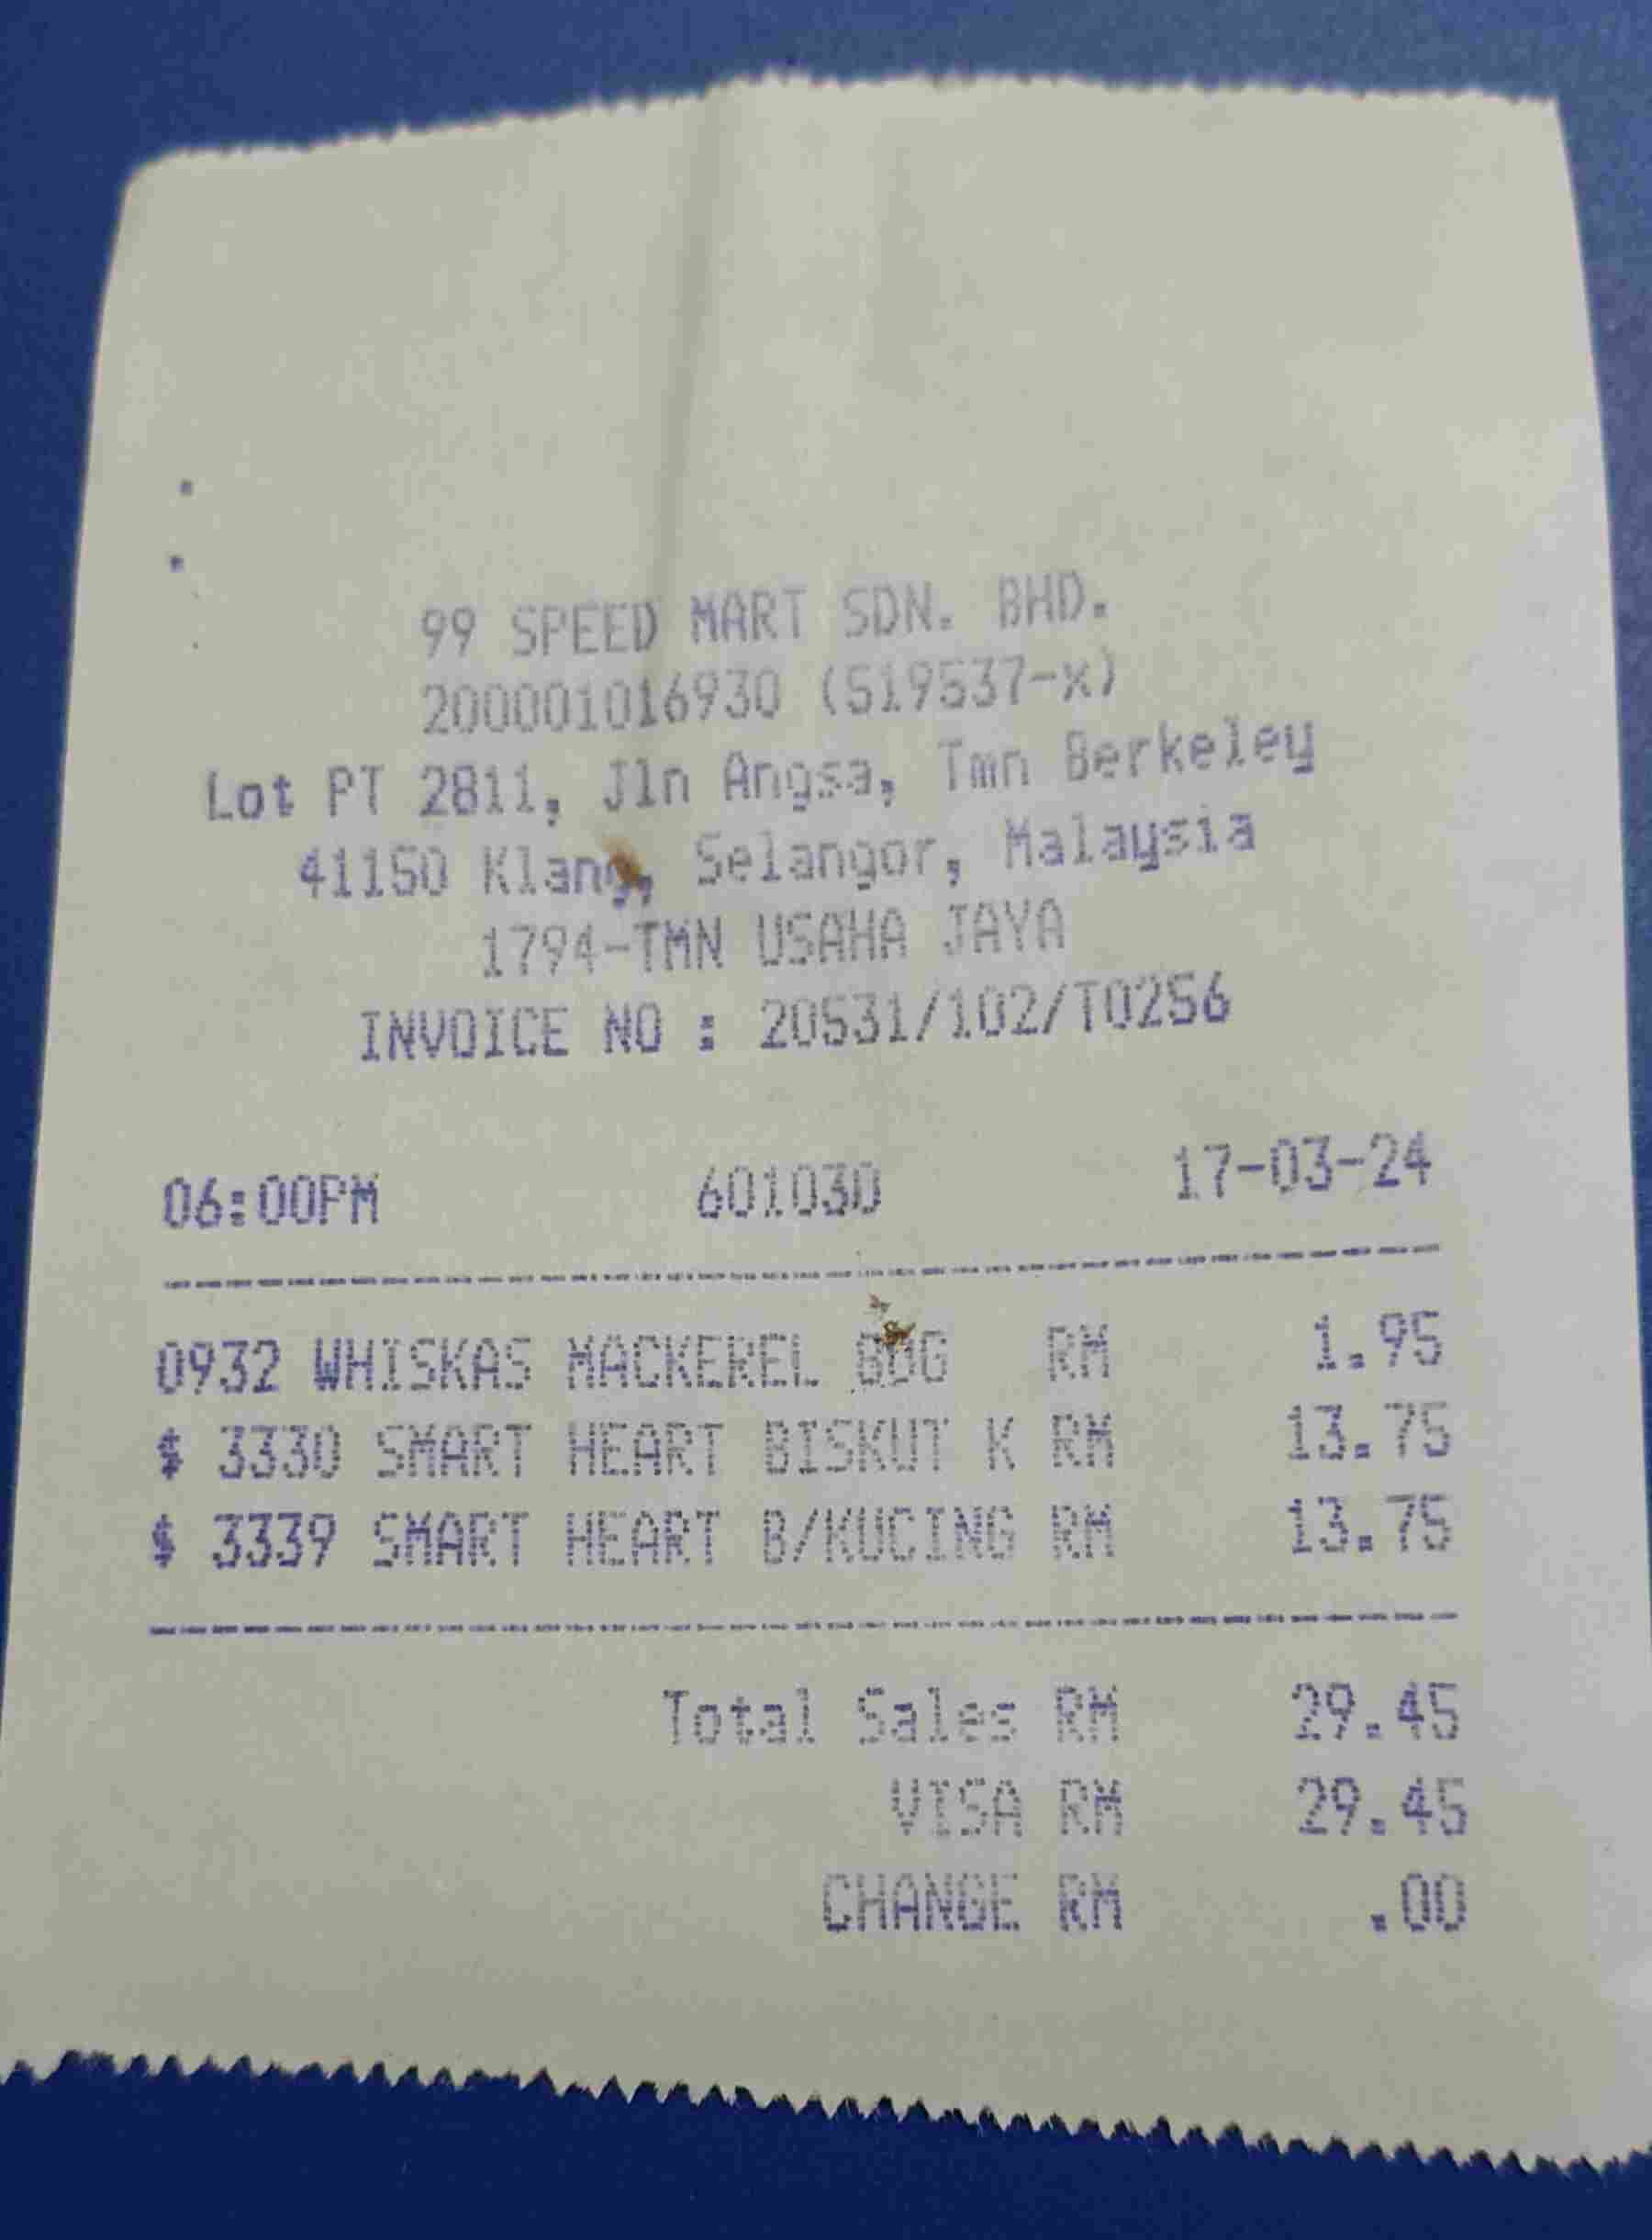 99 SPEED MART SDN. BHD.
200001016930 (519537-X)
Lot PT 2811, Jln Angsa, Tmn Berkeley
41150 Klang, Selangor, Malaysia
1794-TMN USAHA JAYA
INVOICE NO : 20531/102/T0256
06:00PM 601030 17-03-24
0932 WHISKAS MACKEREL 80G RM 1.95
$ 3330 SMART HEART BISKUT K RM 13.75
$ 3339 SMART HEART B/KUCING RM 13.75
Total Sales RM 29.45
VISA RM 29.45
CHANGE RM .00